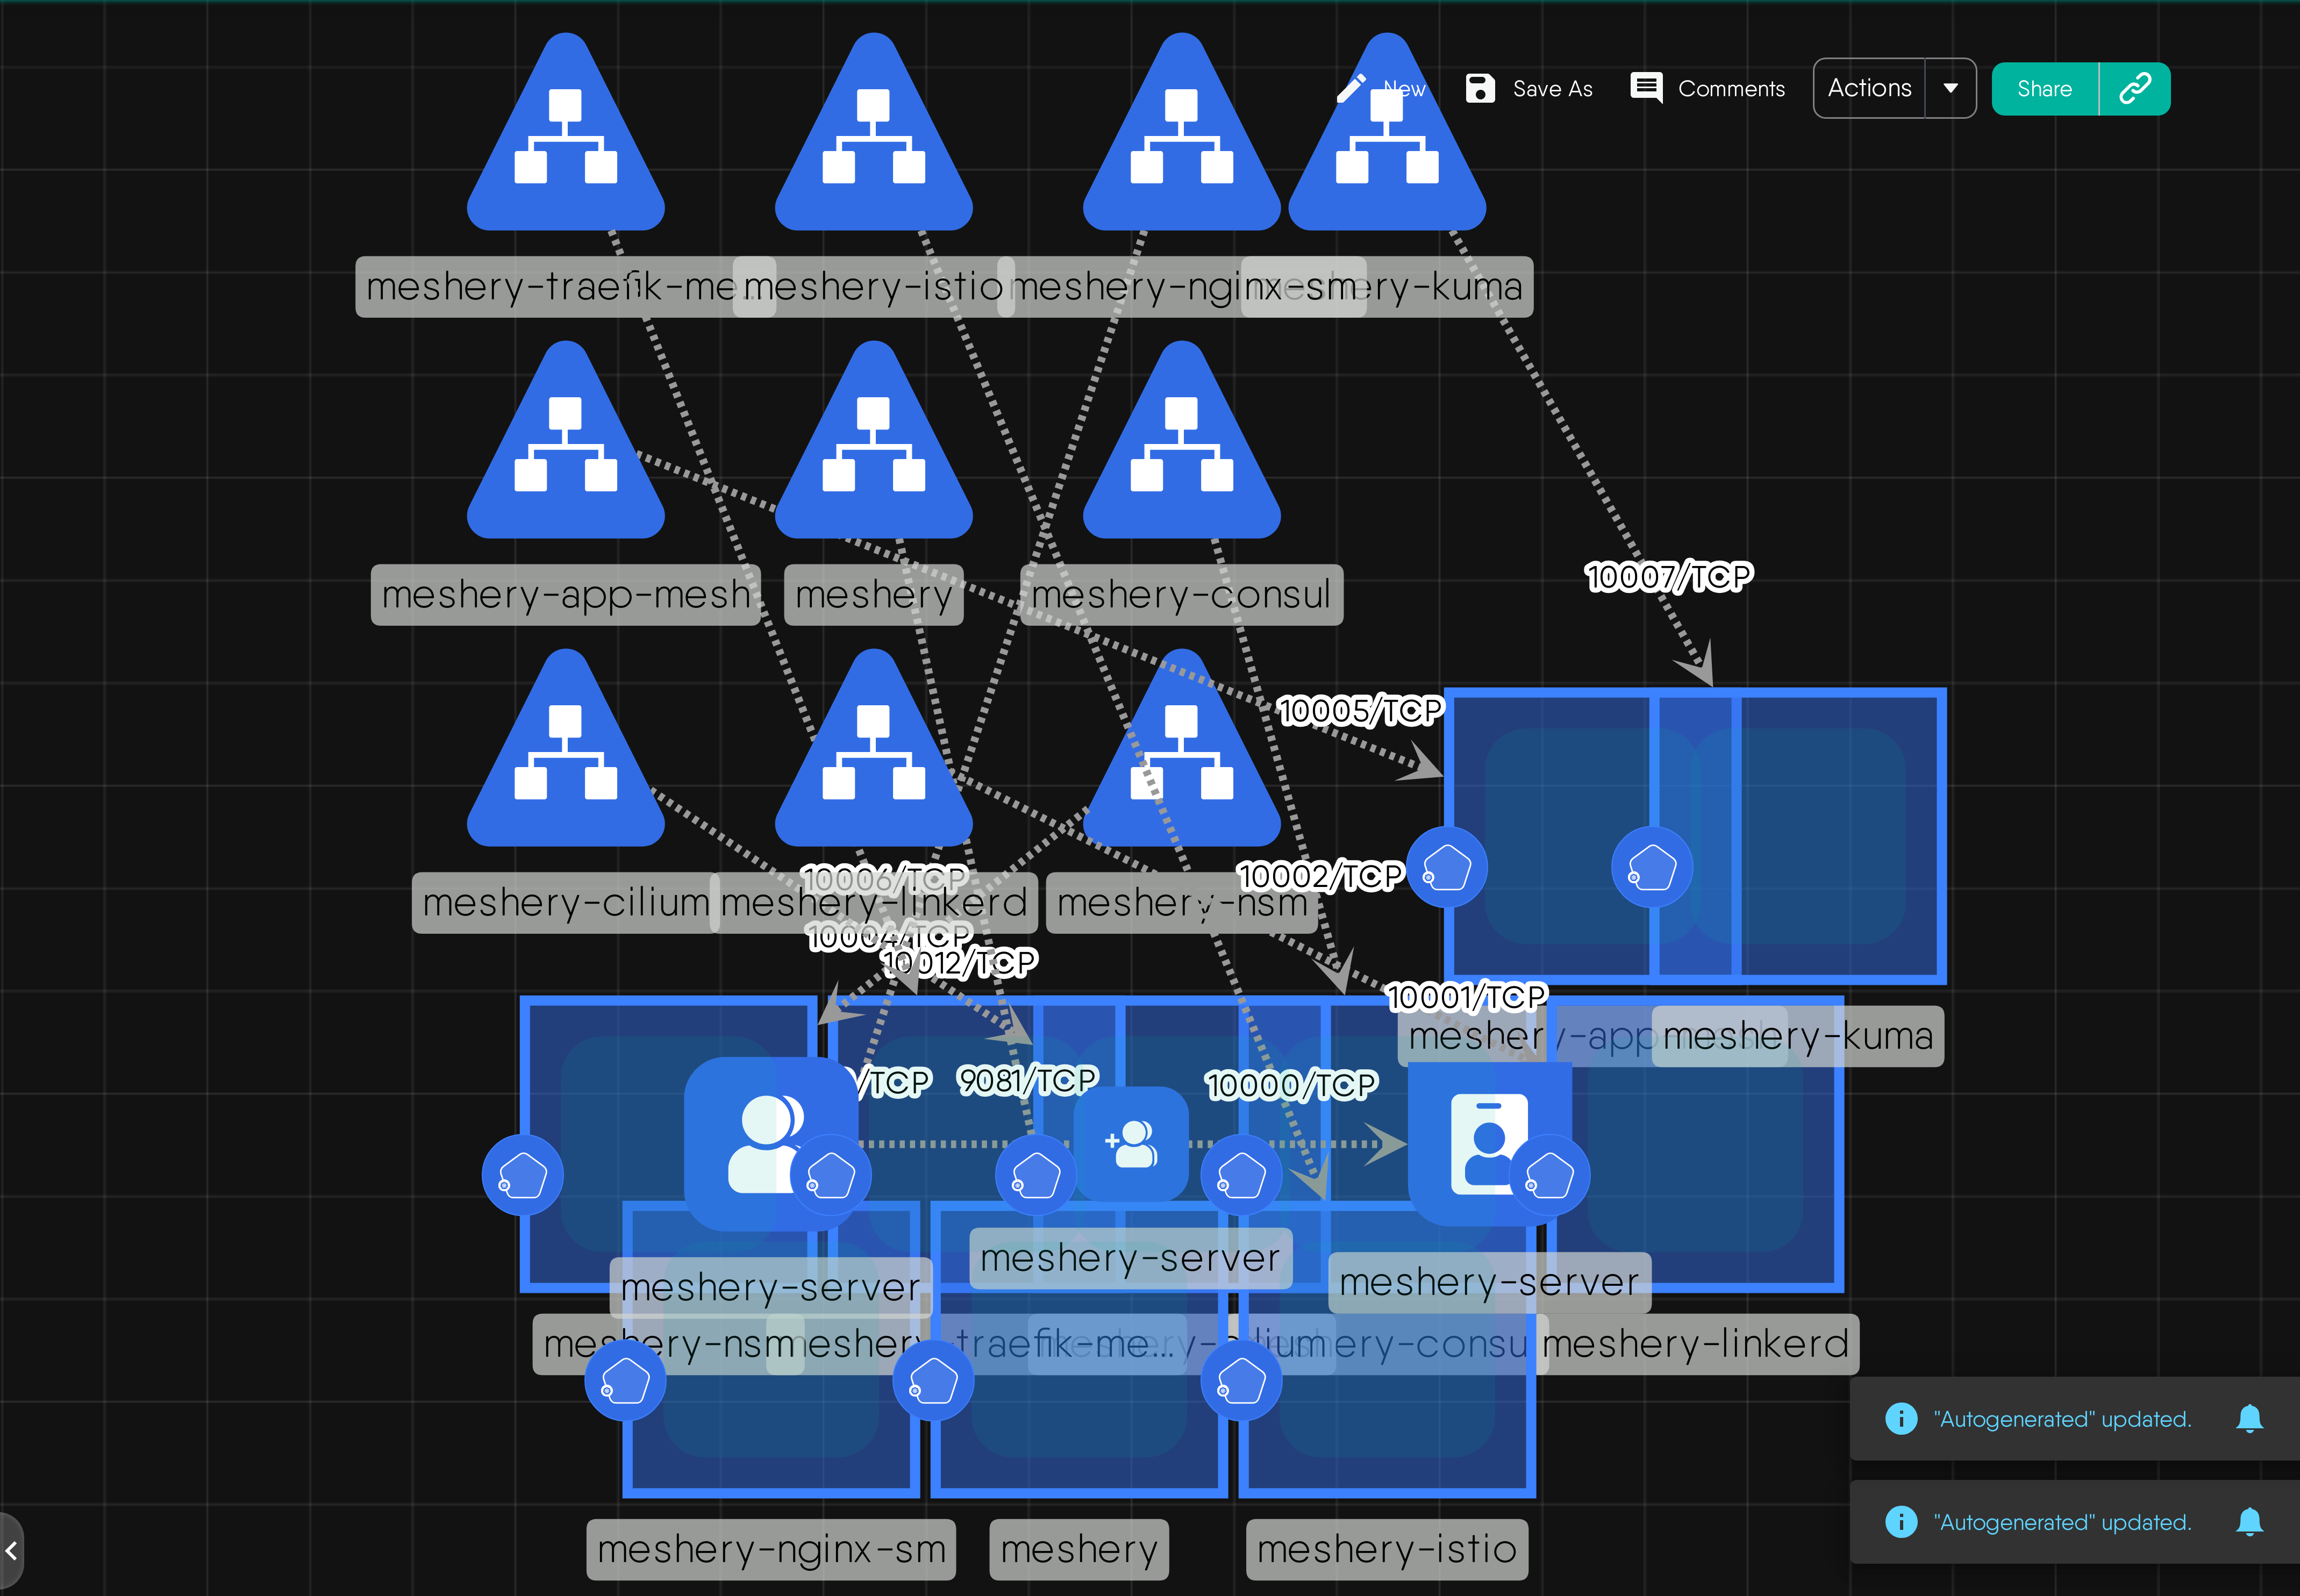 New
Save As
Comments
Actions
Share
meshery-traefik-me...
meshery-istio
meshery-nginx-sm
meshery-kuma
10007/TCP
meshery-app-mesh
meshery
meshery-consul
10005/TCP
10006/TCP
10002/TCP
meshery-cilium
meshery-linkerd
meshery-nsm
10004/TCP
10012/TCP
10001/TCP
meshery-app
meshery-kuma
/TCP
9081/TCP
10000/TCP
meshery-server
meshery-server
meshery-server
meshery-nsm
meshery-traefik-me...
meshery-consu
meshery-linkerd
"Autogenerated" updated.
"Autogenerated" updated.
meshery-nginx-sm
meshery
meshery-istio